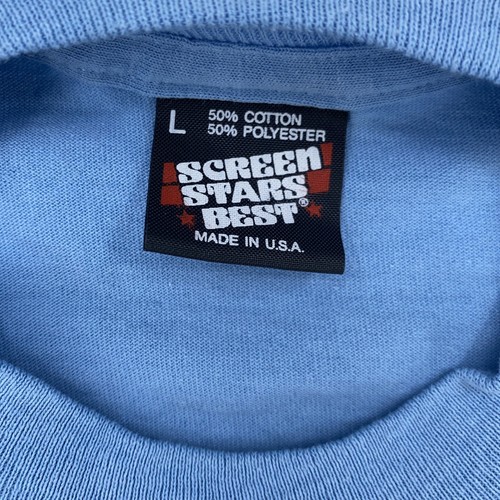 L 50% COTTON
50% POLYESTER
SCREEN
STARS
BEST®
MADE IN U.S.A.